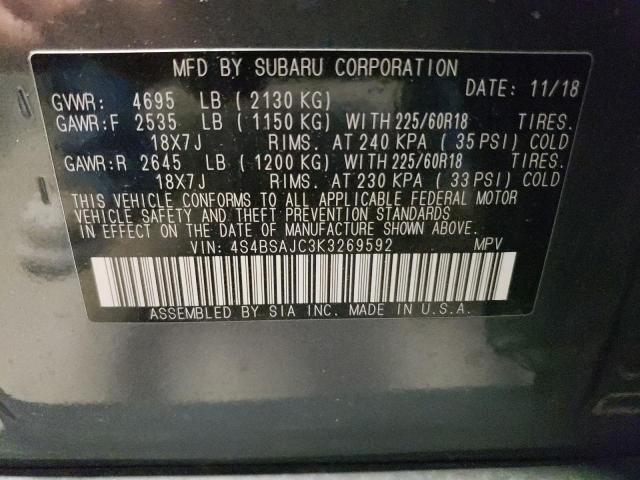 MFD BY SUBARU CORPORATION
DATE: 11/18
GVWR: 4695 LB ( 2130 KG)
GAWR:F 2535 LB ( 1150 KG) WITH 225/60R18 TIRES.
18X7J RIMS. AT 240 KPA ( 35 PSI) COLD
GAWR:R 2645 LB ( 1200 KG) WITH 225/60R18 TIRES.
18X7J RIMS. AT 230 KPA ( 33 PSI) COLD
THIS VEHICLE CONFORMS TO ALL APPLICABLE FEDERAL MOTOR
VEHICLE SAFETY AND THEFT PREVENTION STANDARDS
IN EFFECT ON THE DATE OF MANUFACTURE SHOWN ABOVE.
VIN: 4S4BSAJC3K3269592 MPV
ASSEMBLED BY SIA INC. MADE IN U.S.A.